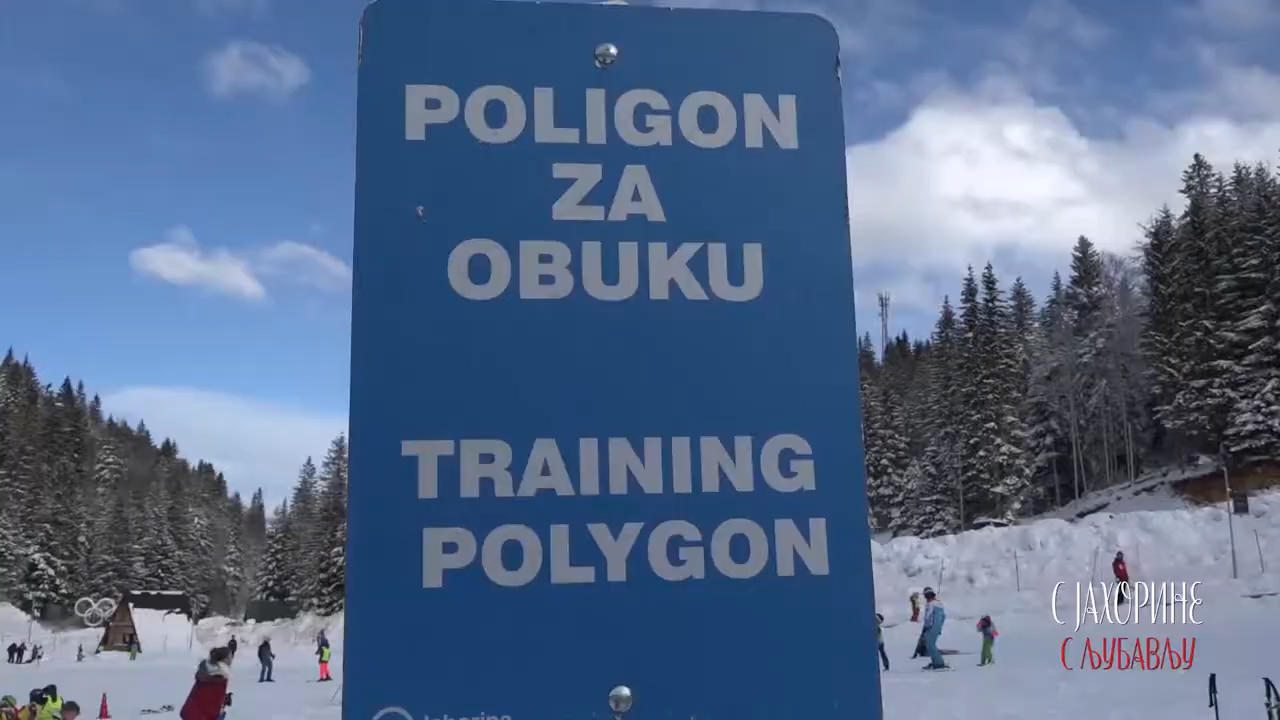 POLIGON
ZA
OBUKU
TRAINING
POLYGON
С ЈАХОРИНЕ
С ЉУБАВЉУ